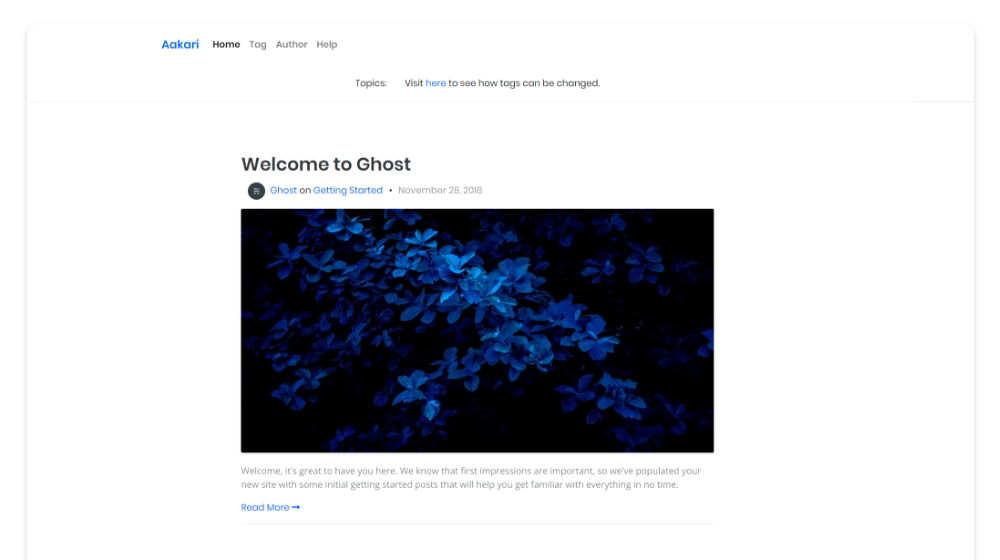 Aakari Home Tag Author Help
Topics: Visit here to see how tags can be changed.
Welcome to Ghost
Ghost on Getting Started • November 28, 2018
Welcome, it's great to have you here. We know that first impressions are important, so we've populated your
new site with some initial getting started posts that will help you get familiar with everything in no time.
Read More →